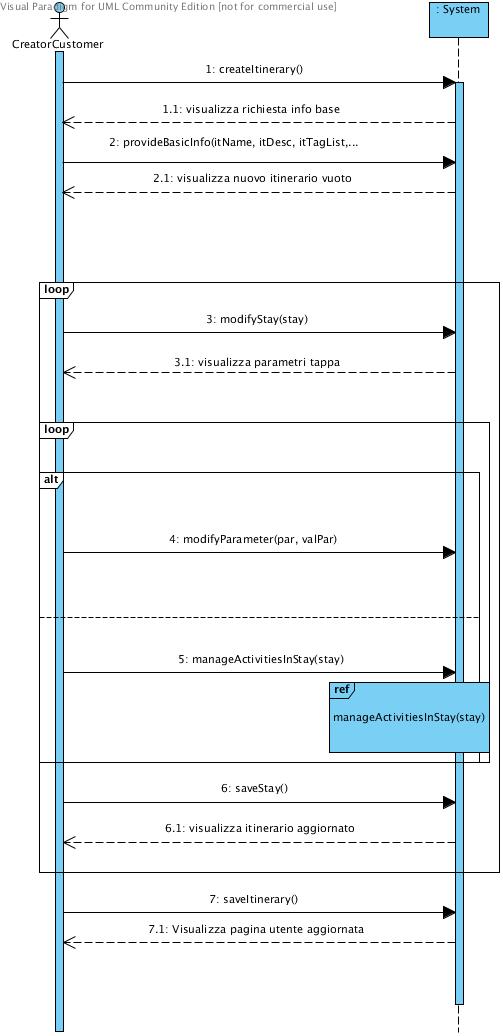 Visual Paradigm for UML Community Edition [not for commercial use]
: System
CreatorCustomer
1: createItinerary()
1.1: visualizza richiesta info base
2: provideBasicInfo(itName, itDesc, itTagList,...
2.1: visualizza nuovo itinerario vuoto
loop
3: modifyStay(stay)
3.1: visualizza parametri tappa
loop
alt
4: modifyParameter(par, valPar)
5: manageActivitiesInStay(stay)
ref
manageActivitiesInStay(stay)
6: saveStay()
6.1: visualizza itinerario aggiornato
7: saveItinerary()
7.1: Visualizza pagina utente aggiornata